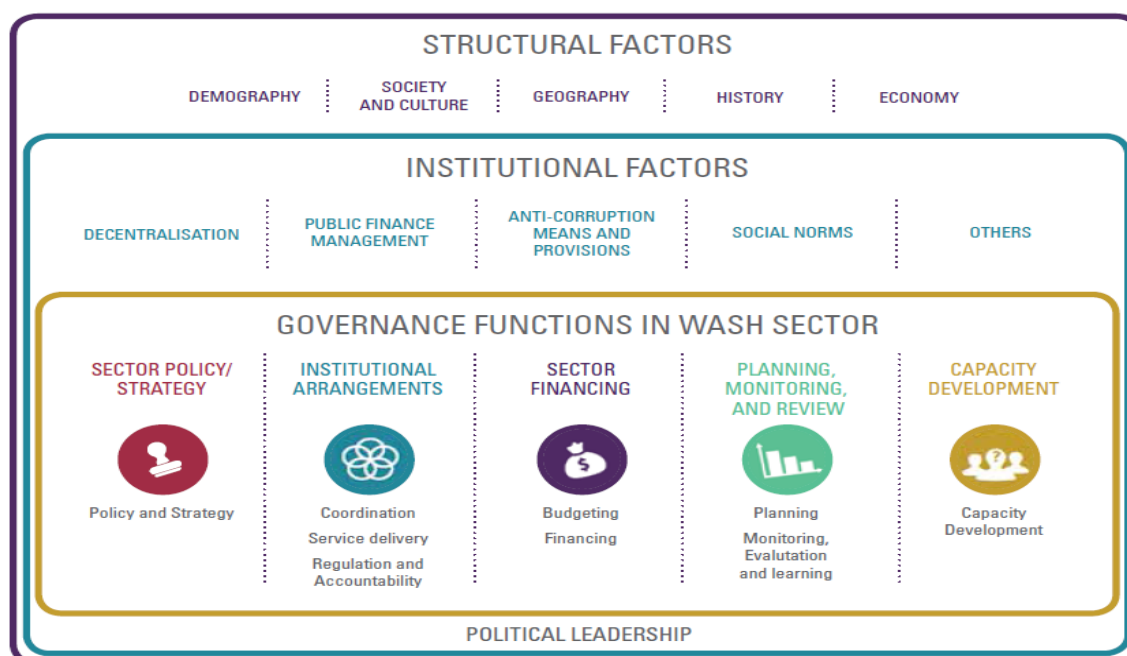 STRUCTURAL FACTORS
DEMOGRAPHY
SOCIETY
AND CULTURE
GEOGRAPHY
HISTORY
ECONOMY
INSTITUTIONAL FACTORS
DECENTRALISATION
PUBLIC FINANCE
MANAGEMENT
ANTI-CORRUPTION
MEANS AND
PROVISIONS
SOCIAL NORMS
OTHERS
GOVERNANCE FUNCTIONS IN WASH SECTOR
SECTOR POLICY/
STRATEGY
Policy and Strategy
INSTITUTIONAL
ARRANGEMENTS
Coordination
Service delivery
Regulation and
Accountability
SECTOR
FINANCING
$
Budgeting
Financing
PLANNING,
MONITORING,
AND REVIEW
Planning
Monitoring,
Evalutation
and learning
CAPACITY
DEVELOPMENT
?
Capacity
Development
POLITICAL LEADERSHIP